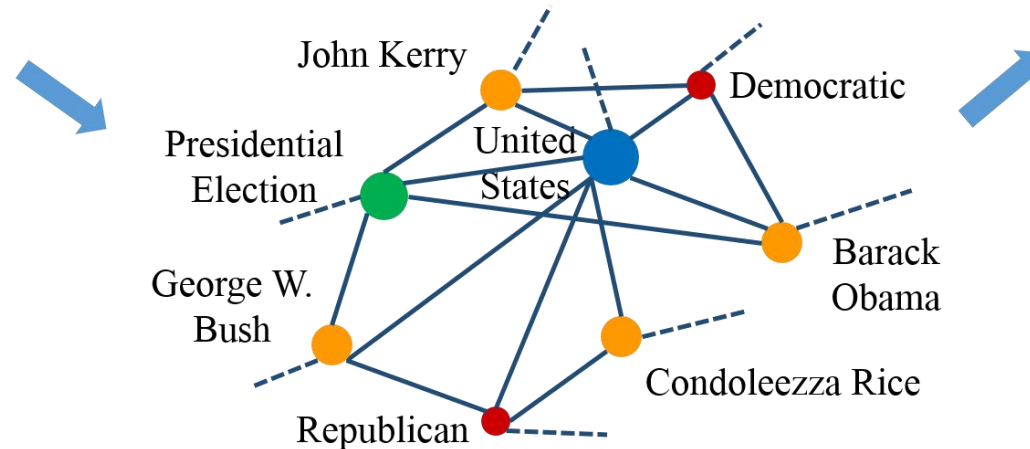 John Kerry
Democratic
United
States
Presidential
Election
Barack
Obama
George W.
Bush
Condoleezza Rice
Republican